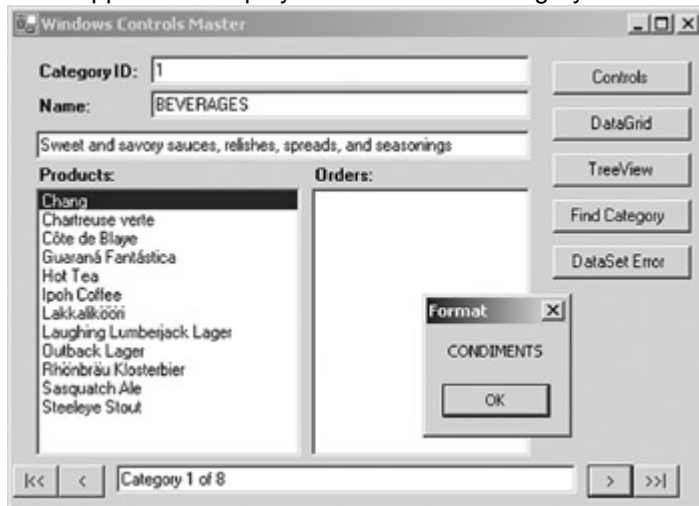 Windows Controls Master
Category ID: 1
Name: BEVERAGES
Sweet and savory sauces, relishes, spreads, and seasonings
Products:
Orders:
Chang
Chartreuse verte
Côte de Blaye
Guaraná Fantástica
Hot Tea
Ipoh Coffee
Lakkalikööri
Laughing Lumberjack Lager
Outback Lager
Rhönbräu Klosterbier
Sasquatch Ale
Steeleye Stout
Controls
DataGrid
TreeView
Find Category
DataSet Error
Format
CONDIMENTS
OK
|<< < Category 1 of 8 > >>|